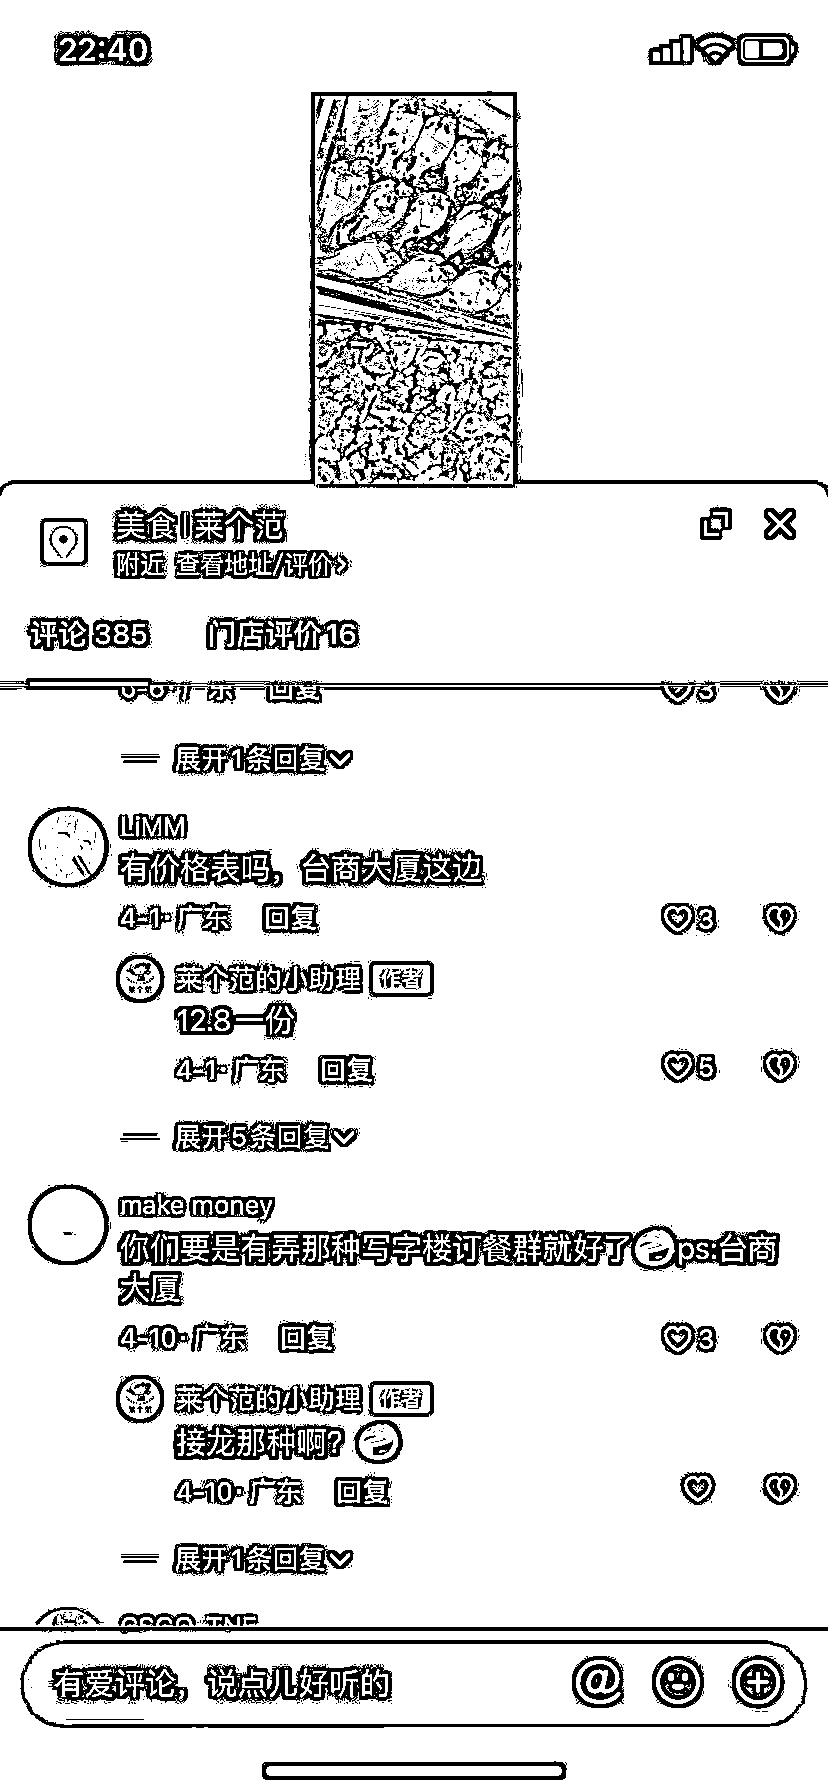 22:40
美食|莱个范
附近 查看地址/评价>
评论 385 门店评价 16
回复 3
展开1条回复
LiMM
有价格表吗，台商大厦这边
4-1·广东 回复 3
莱个范的小助理 作者
12.8一份
4-1·广东 回复 5
展开5条回复
make money
你们要是有弄那种写字楼订餐群就好了ps:台商
大厦
4-10·广东 回复 3
莱个范的小助理 作者
接龙那种啊?
4-10·广东 回复
展开1条回复
有爱评论，说点儿好听的